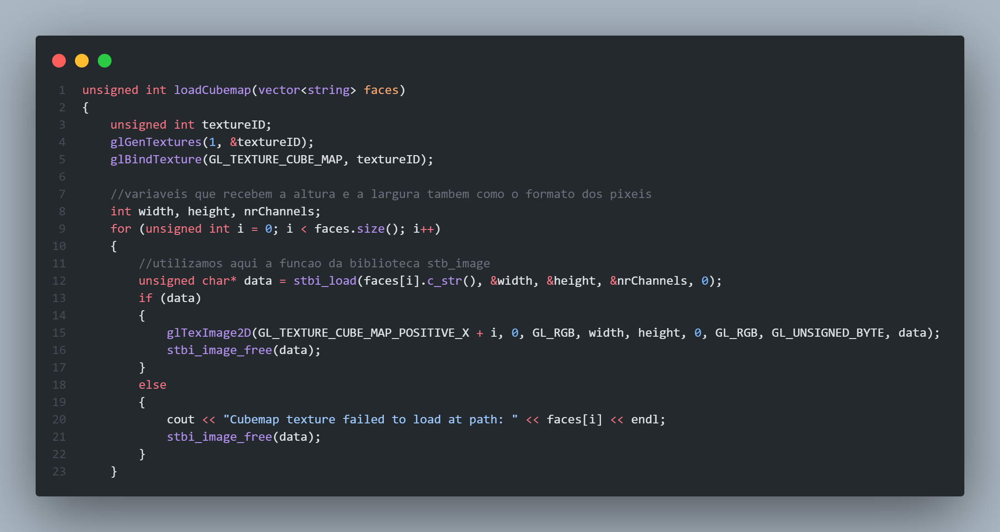 1 unsigned int loadCubemap(vector<string> faces)
2 {
3     unsigned int textureID;
4     glGenTextures(1, &textureID);
5     glBindTexture(GL_TEXTURE_CUBE_MAP, textureID);
6
7     //variaveis que recebem a altura e a largura tambem como o formato dos pixeis
8     int width, height, nrChannels;
9     for (unsigned int i = 0; i < faces.size(); i++)
10     {
11         //utilizamos aqui a funcao da biblioteca stb_image
12         unsigned char* data = stbi_load(faces[i].c_str(), &width, &height, &nrChannels, 0);
13         if (data)
14         {
15             glTexImage2D(GL_TEXTURE_CUBE_MAP_POSITIVE_X + i, 0, GL_RGB, width, height, 0, GL_RGB, GL_UNSIGNED_BYTE, data);
16             stbi_image_free(data);
17         }
18         else
19         {
20             cout << "Cubemap texture failed to load at path: " << faces[i] << endl;
21             stbi_image_free(data);
22         }
23     }